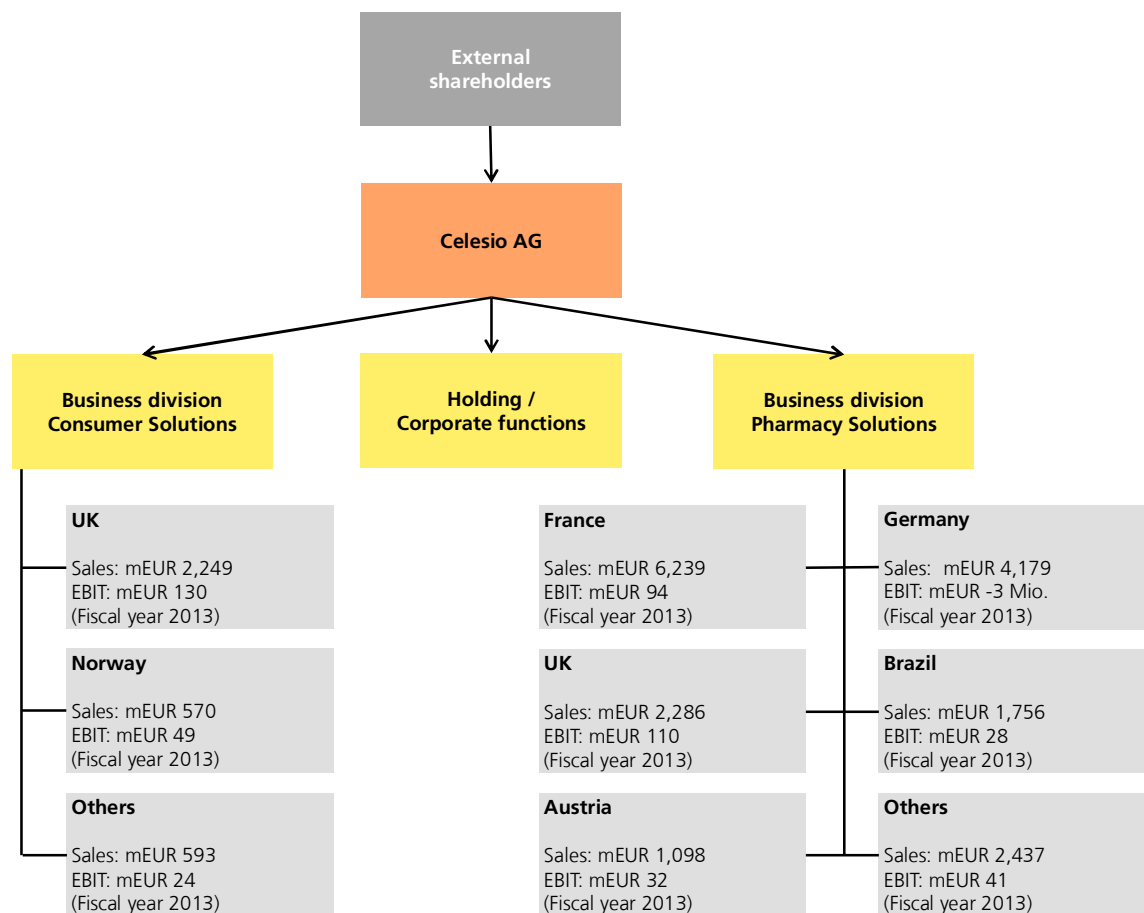 External
shareholders
Celesio AG
Business division
Consumer Solutions
Holding /
Corporate functions
Business division
Pharmacy Solutions
UK
Sales: mEUR 2,249
EBIT: mEUR 130
(Fiscal year 2013)
Norway
Sales: mEUR 570
EBIT: mEUR 49
(Fiscal year 2013)
Others
Sales: mEUR 593
EBIT: mEUR 24
(Fiscal year 2013)
France
Sales: mEUR 6,239
EBIT: mEUR 94
(Fiscal year 2013)
UK
Sales: mEUR 2,286
EBIT: mEUR 110
(Fiscal year 2013)
Austria
Sales: mEUR 1,098
EBIT: mEUR 32
(Fiscal year 2013)
Germany
Sales: mEUR 4,179
EBIT: mEUR -3 Mio.
(Fiscal year 2013)
Brazil
Sales: mEUR 1,756
EBIT: mEUR 28
(Fiscal year 2013)
Others
Sales: mEUR 2,437
EBIT: mEUR 41
(Fiscal year 2013)